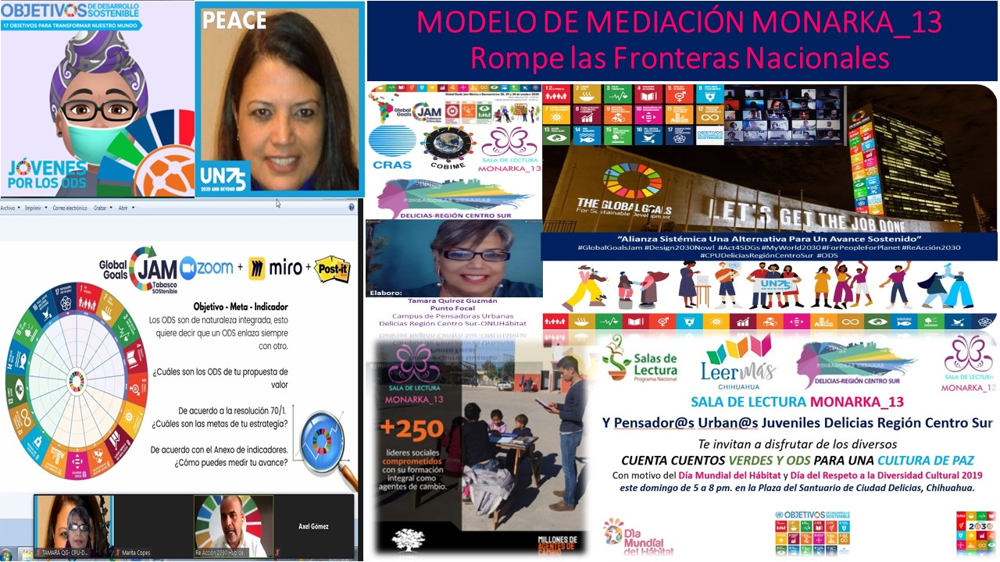 OBJETIVOS DE DESARROLLO SOSTENIBLE
17 OBJETIVOS PARA TRANSFORMAR NUESTRO MUNDO
JÓVENES
POR LOS ODS
PEACE
UN75
2020 AND BEYOND
MODELO DE MEDIACIÓN MONARKA_13
Rompe las Fronteras Nacionales
Global
Goals
JAM
Tabasco
SOStenible
CRAS
COBIME
SALA DE LECTURA
MONARKA_13
PENSADORAS URBANAS
DELICIAS-REGIÓN CENTRO SUR
Elaboro:
Tamara Quiroz Guzmán
Punto Focal
Campus de Pensadoras Urbanas
Delicias Región Centro Sur-ONUHábitat
THE GLOBAL GOALS
For Sustainable Development
LET'S GET THE JOB DONE
“Alianza Sistémica Una Alternativa Para Un Avance Sostenido”
#GlobalGoalsJam #Design2030Now! #Act4SDGs #MyWorld2030 #ForPeopleForPlanet #ReAcción2030
#CPUDeliciasRegiónCentroSur #ODS
UN75
Archivo Imprimir Correo electrónico Grabar Abrir
Global
Goals
JAM
Tabasco
SOStenible
zoom + miro + Post-it
Objetivo - Meta - Indicador
Los ODS son de naturaleza integrada, esto
quiere decir que un ODS enlaza siempre
con otro.
¿Cuáles son los ODS de tu propuesta de
valor
De acuerdo a la resolución 70/1.
¿Cuáles son las metas de tu estrategía?
De acuerdo con el Anexo de indicadores.
¿Cómo puedes medir tu avance?
TAMARA QG- CPU-D...
Marita Copes
Re Acción 2030 Hub de
Axel Gómez
SALA DE LECTURA
MONARKA_13
+250
líderes sociales
comprometidos
con su formación
integral como
agentes de cambio.
MILLONES DE
AGENTES DE
CAMBIO
Salas de
Lectura
Programa Nacional
Leer Más
CHIHUAHUA
PENSADORAS URBANAS
DELICIAS-REGIÓN CENTRO SUR
SALA DE LECTURA
MONARKA_13
SALA DE LECTURA MONARKA_13
Y Pensador@s Urban@s Juveniles Delicias Región Centro Sur
Te invitan a disfrutar de los diversos
CUENTA CUENTOS VERDES Y ODS PARA UNA CULTURA DE PAZ
Con motivo del Día Mundial del Hábitat y Día del Respeto a la Diversidad Cultural 2019
este domingo de 5 a 8 pm. en la Plaza del Santuario de Ciudad Delicias, Chihuahua.
Día
Mundial
del Hábitat
OBJETIVOS DE DESARROLLO SOSTENIBLE
2030